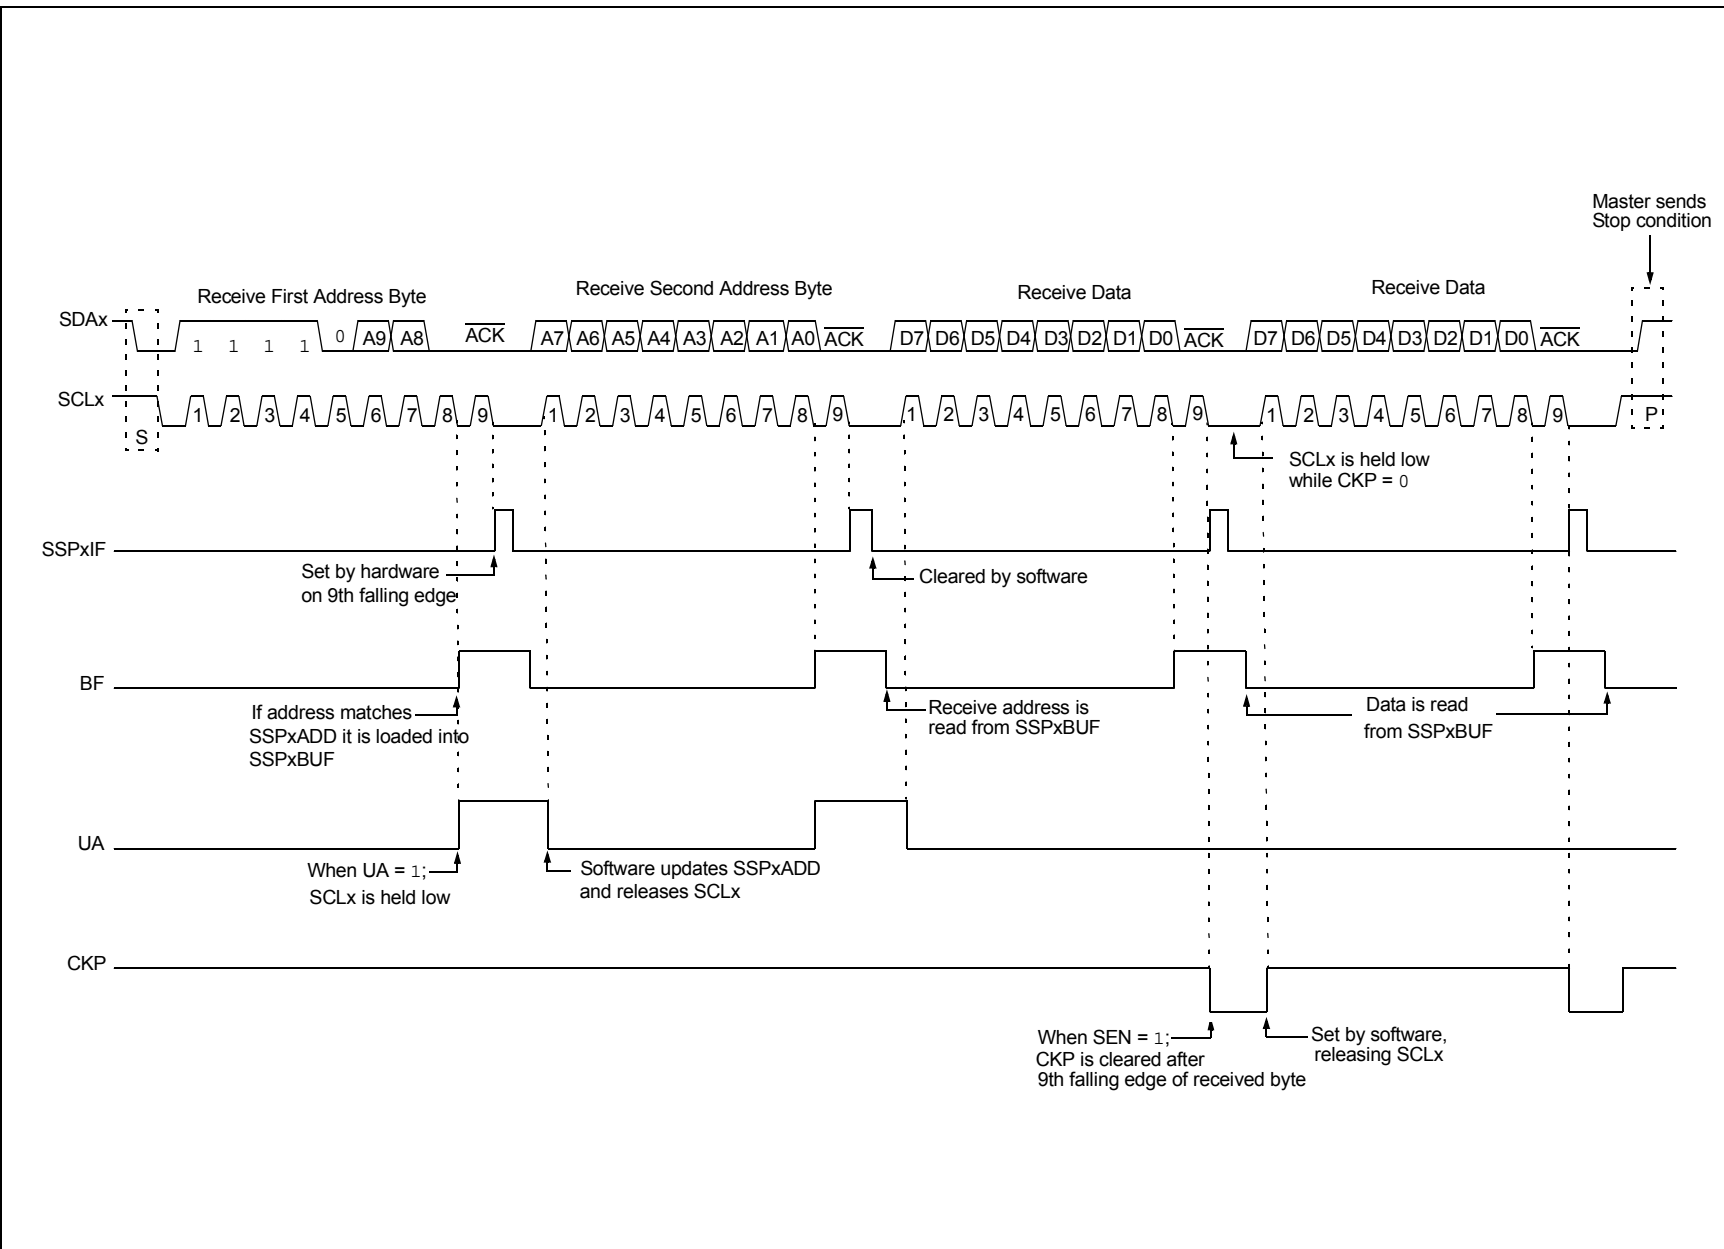 Master sends
Stop condition
Receive First Address Byte
Receive Second Address Byte
Receive Data
Receive Data
SDAx
1 1 1 1 0 A9 A8 ACK A7 A6 A5 A4 A3 A2 A1 A0 ACK D7 D6 D5 D4 D3 D2 D1 D0 ACK D7 D6 D5 D4 D3 D2 D1 D0 ACK
SCLx
S 1 2 3 4 5 6 7 8 9 1 2 3 4 5 6 7 8 9 1 2 3 4 5 6 7 8 9 1 2 3 4 5 6 7 8 9 P
SCLx is held low
while CKP = 0
SSPxIF
Set by hardware
on 9th falling edge
Cleared by software
BF
If address matches
SSPxADD it is loaded into
SSPxBUF
Receive address is
read from SSPxBUF
Data is read
from SSPxBUF
UA
When UA = 1;
SCLx is held low
Software updates SSPxADD
and releases SCLx
CKP
When SEN = 1;
CKP is cleared after
9th falling edge of received byte
Set by software,
releasing SCLx